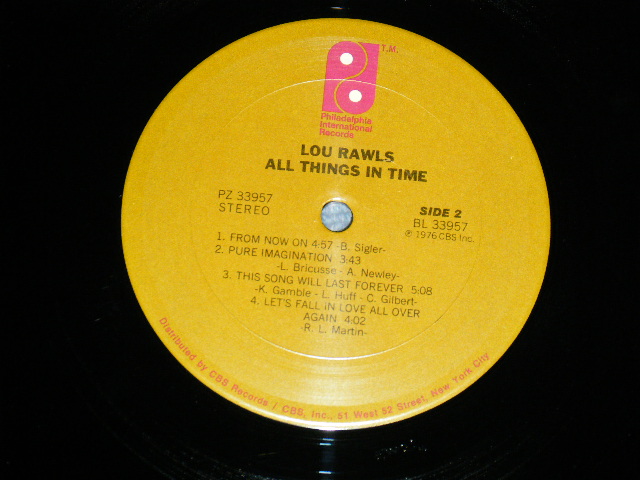 T.M.
Philadelphia
International
Records
LOU RAWLS
ALL THINGS IN TIME
PZ 33957
STEREO
SIDE 2
BL 33957
℗ 1976 CBS Inc.
1. FROM NOW ON 4:57 -B. Sigler-
2. PURE IMAGINATION 3:43
-L. Bricusse - A. Newley-
3. THIS SONG WILL LAST FOREVER 5:08
-K. Gamble - L. Huff - C. Gilbert-
4. LET'S FALL IN LOVE ALL OVER
AGAIN 4:02
-R. L. Martin-
Distributed by CBS Records / CBS, Inc., 51 West 52 Street, New York City